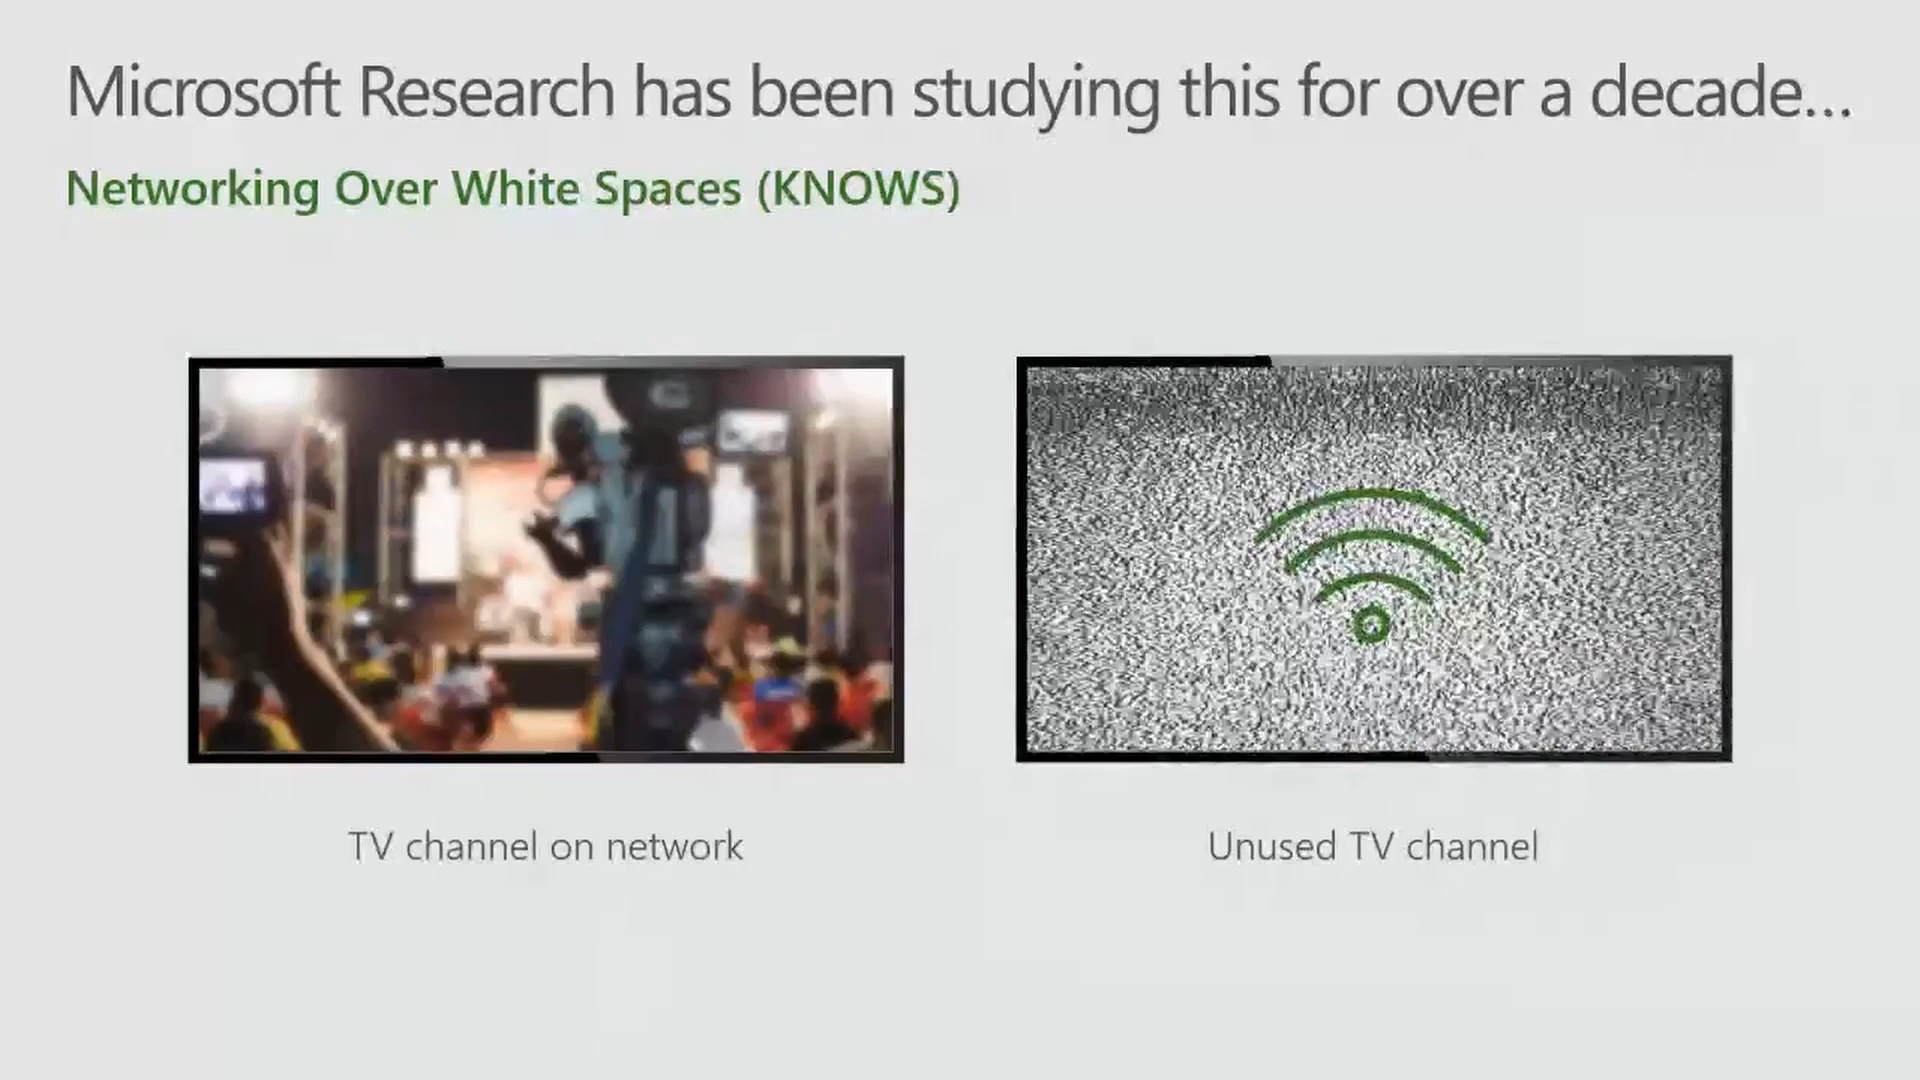 Microsoft Research has been studying this for over a decade...
Networking Over White Spaces (KNOWS)
TV channel on network
Unused TV channel